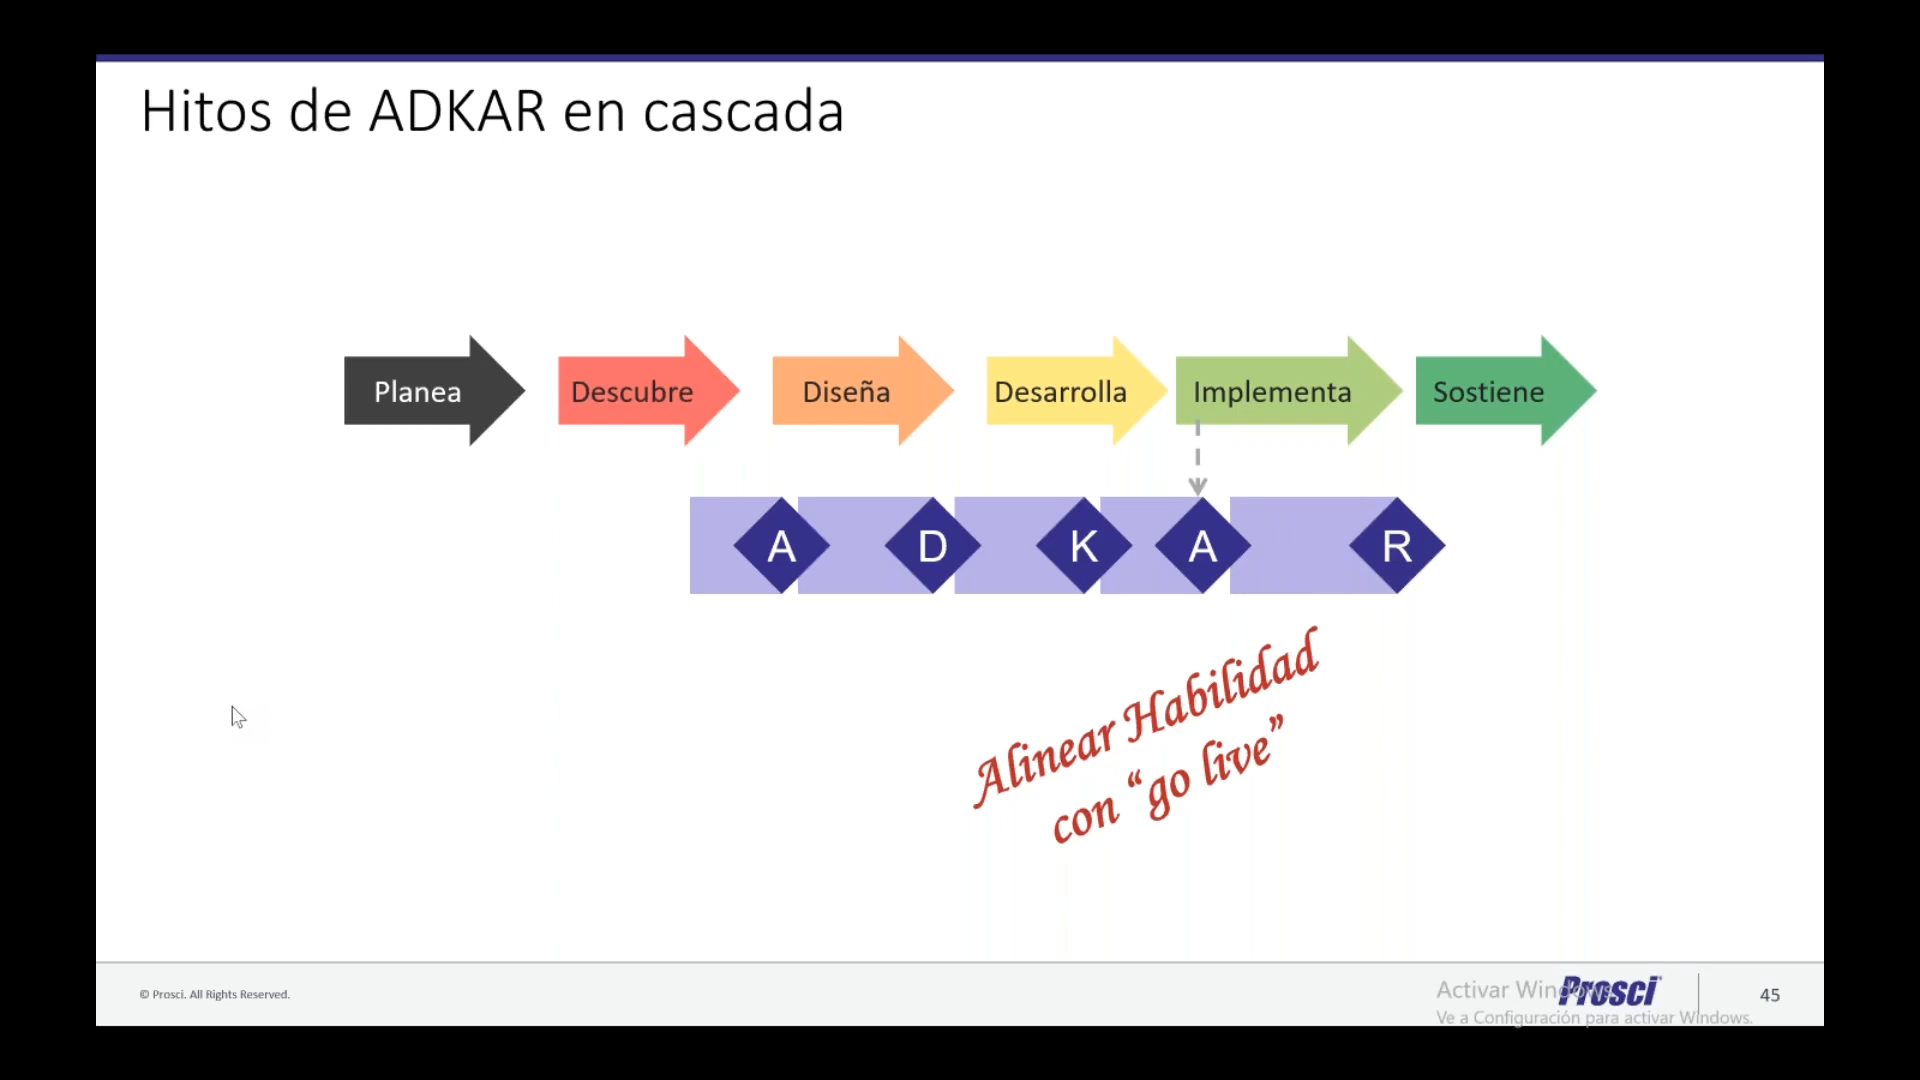 Hitos de ADKAR en cascada
Planea Descubre Diseña Desarrolla Implementa Sostiene
A D K A R
Alinear Habilidad
con “go live”
© Prosci. All Rights Reserved.
Activar Windows
Prosci
45
Ve a Configuración para activar Windows.